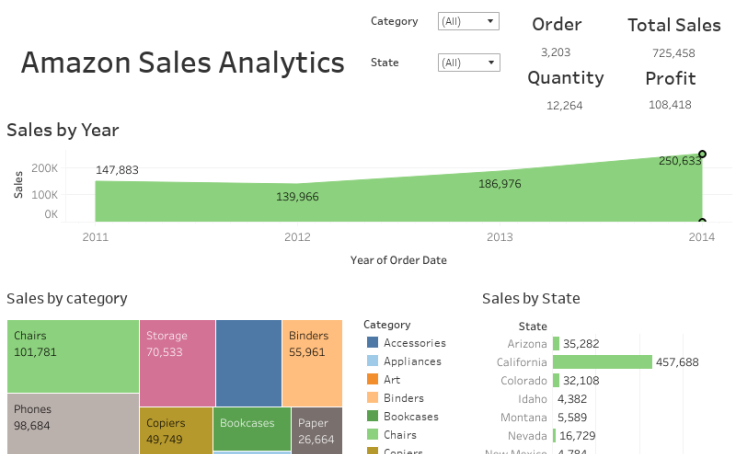 Category (All)
Order
Total Sales
3,203
725,458
Amazon Sales Analytics
State (All)
Quantity
Profit
12,264
108,418
Sales by Year
Sales
200K
100K
0K
147,883
139,966
186,976
250,633
2011 2012 2013 2014
Year of Order Date
Sales by category
Chairs
101,781
Storage
70,533
Binders
55,961
Phones
98,684
Copiers
49,749
Bookcases
Paper
26,664
Category
Accessories
Appliances
Art
Binders
Bookcases
Chairs
Copiers
Sales by State
State
Arizona 35,282
California 457,688
Colorado 32,108
Idaho 4,382
Montana 5,589
Nevada 16,729
New Mexico 4,784